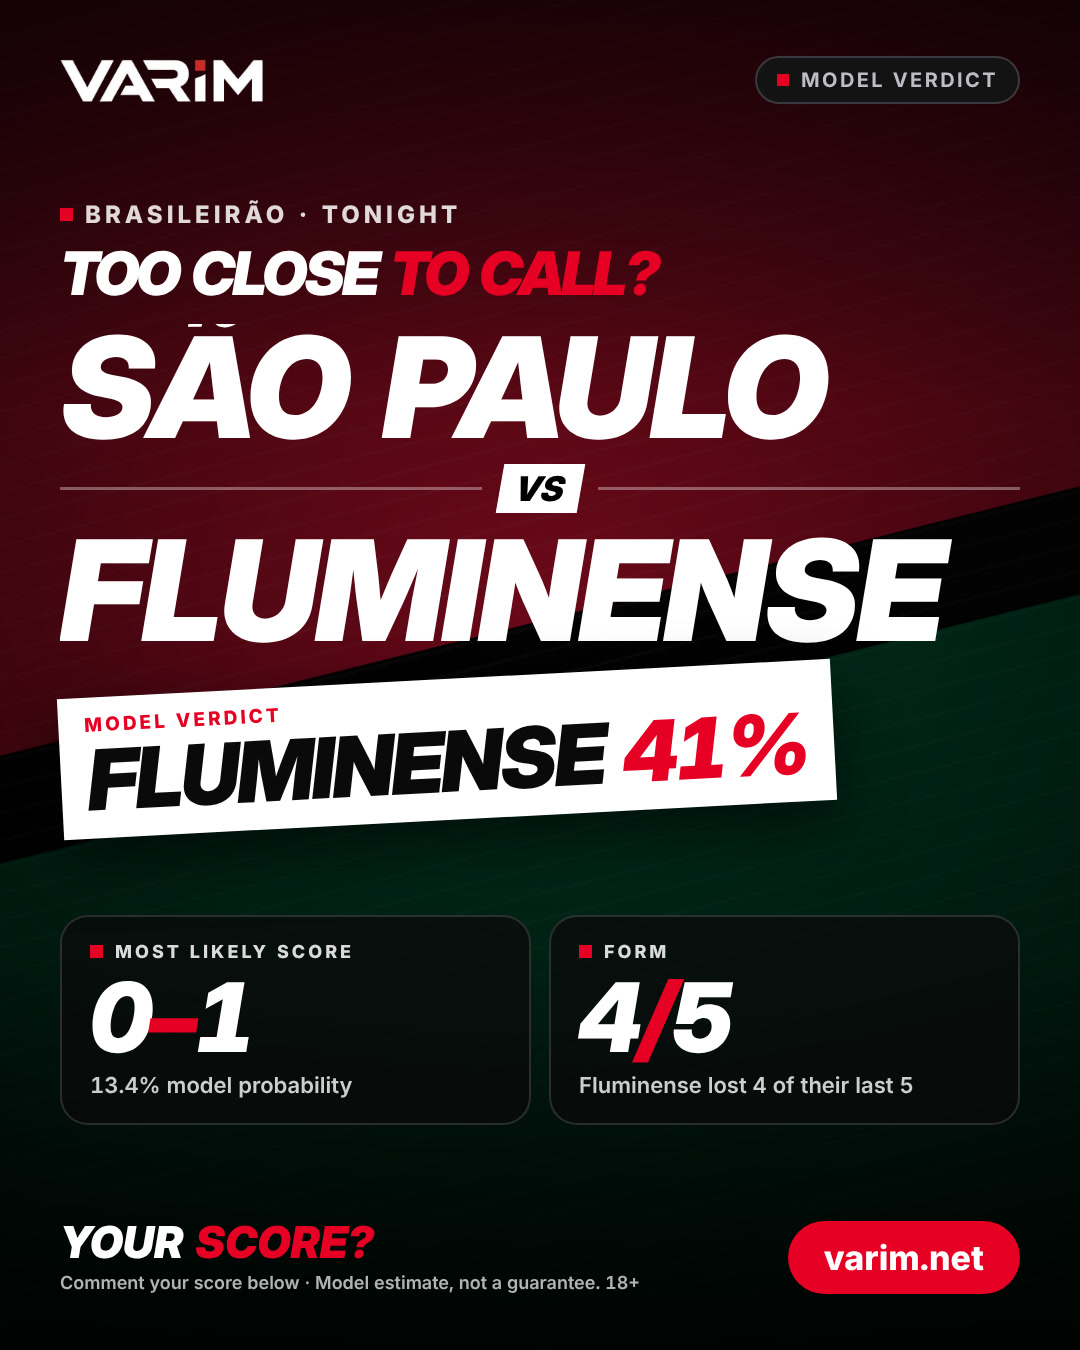 VARiM
MODEL VERDICT
BRASILEIRÃO · TONIGHT
TOO CLOSE TO CALL?
SÃO PAULO
VS
FLUMINENSE
MODEL VERDICT
FLUMINENSE 41%
MOST LIKELY SCORE
0–1
13.4% model probability
FORM
4/5
Fluminense lost 4 of their last 5
YOUR SCORE?
Comment your score below · Model estimate, not a guarantee. 18+
varim.net